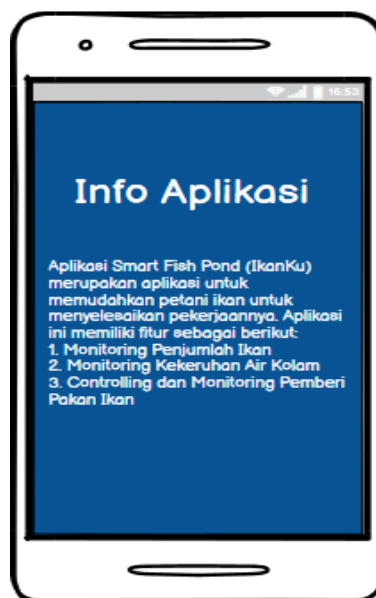 16:53
Info Aplikasi
Aplikasi Smart Fish Pond (IkanKu)
merupakan aplikasi untuk
memudahkan petani ikan untuk
menyelesaikan pekerjaannya. Aplikasi
ini memiliki fitur sebagai berikut:
1. Monitoring Penjumlah Ikan
2. Monitoring Kekeruhan Air Kolam
3. Controlling dan Monitoring Pemberi
Pakan Ikan